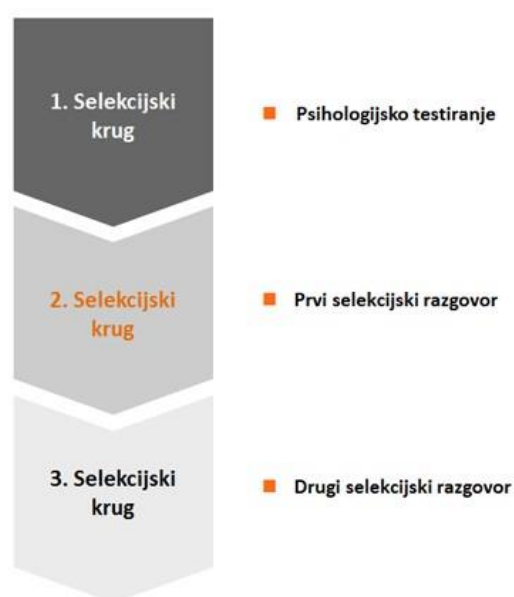 1. Selekcijski
krug
Psihologijsko testiranje
2. Selekcijski
krug
Prvi selekcijski razgovor
3. Selekcijski
krug
Drugi selekcijski razgovor